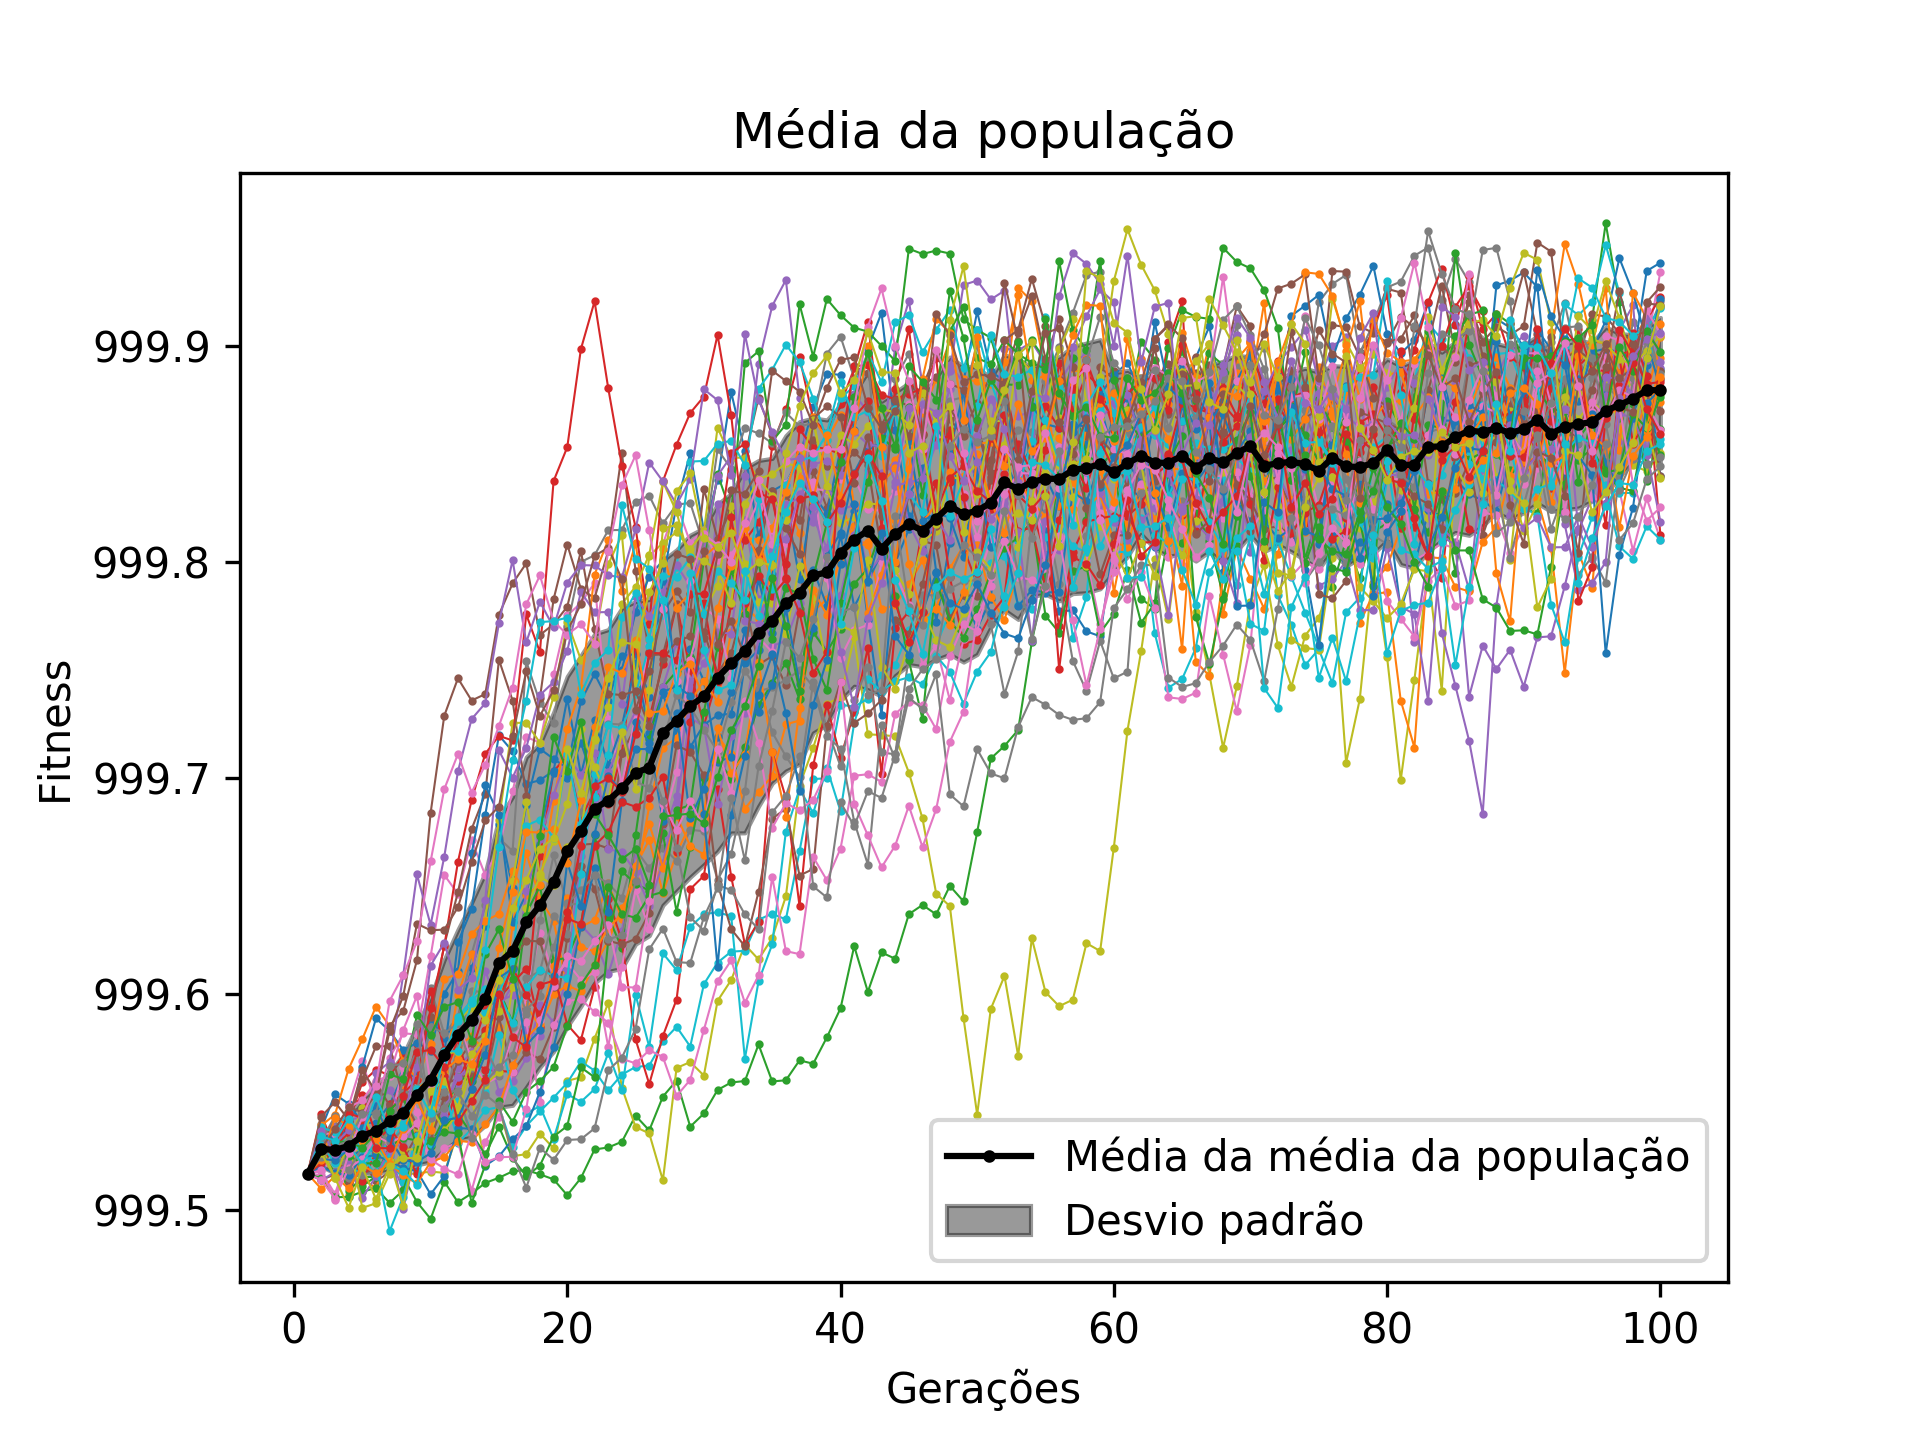 Média da população
Fitness
999.9
999.8
999.7
999.6
999.5
0 20 40 60 80 100
Gerações
Média da média da população
Desvio padrão